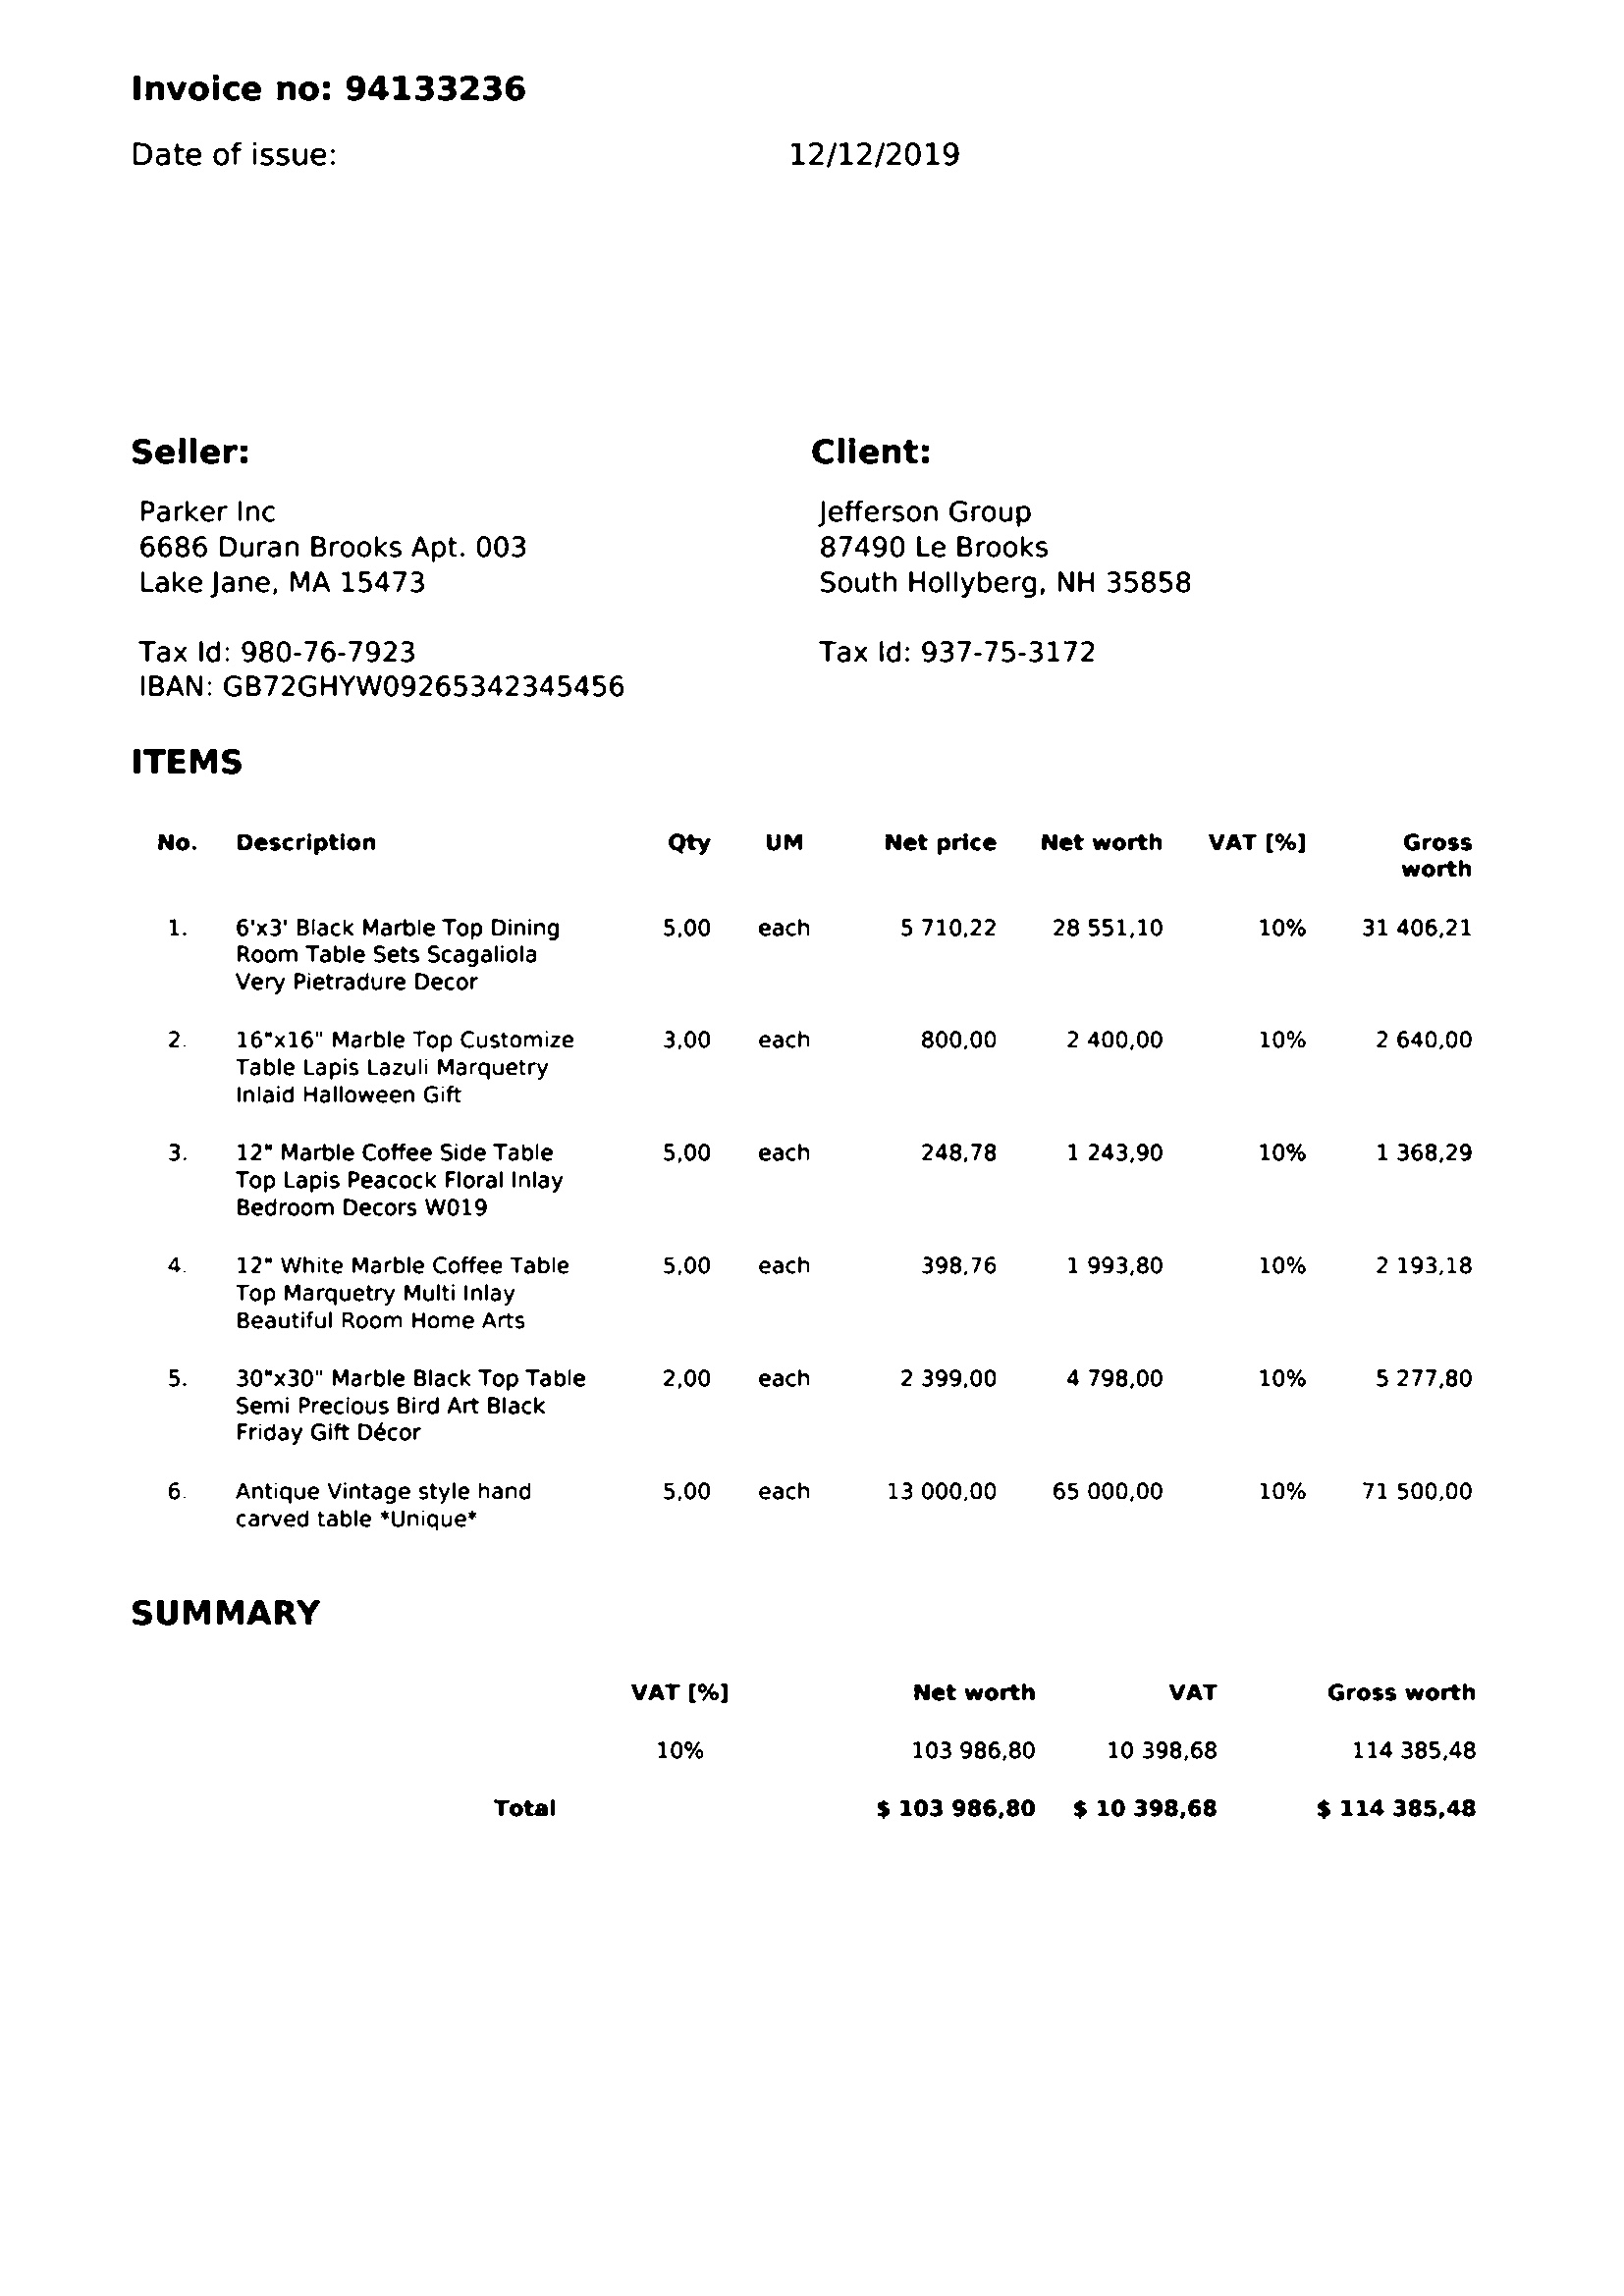 Invoice no: 94133236
Date of issue: 12/12/2019
Seller: Client:
Parker Inc Jefferson Group
6686 Duran Brooks Apt. 003 87490 Le Brooks
Lake Jane, MA 15473 South Hollyberg, NH 35858
Tax Id: 980-76-7923 Tax Id: 937-75-3172
IBAN: GB72GHYW09265342345456
ITEMS
No. Description Qty UM Net price Net worth VAT [%] Gross
worth
1. 6'x3' Black Marble Top Dining 5,00 each 5 710,22 28 551,10 10% 31 406,21
Room Table Sets Scagaliola
Very Pietradure Decor
2. 16"x16" Marble Top Customize 3,00 each 800,00 2 400,00 10% 2 640,00
Table Lapis Lazuli Marquetry
Inlaid Halloween Gift
3. 12" Marble Coffee Side Table 5,00 each 248,78 1 243,90 10% 1 368,29
Top Lapis Peacock Floral Inlay
Bedroom Decors W019
4. 12" White Marble Coffee Table 5,00 each 398,76 1 993,80 10% 2 193,18
Top Marquetry Multi Inlay
Beautiful Room Home Arts
5. 30"x30" Marble Black Top Table 2,00 each 2 399,00 4 798,00 10% 5 277,80
Semi Precious Bird Art Black
Friday Gift Décor
6. Antique Vintage style hand 5,00 each 13 000,00 65 000,00 10% 71 500,00
carved table *Unique*
SUMMARY
VAT [%] Net worth VAT Gross worth
10% 103 986,80 10 398,68 114 385,48
Total $ 103 986,80 $ 10 398,68 $ 114 385,48